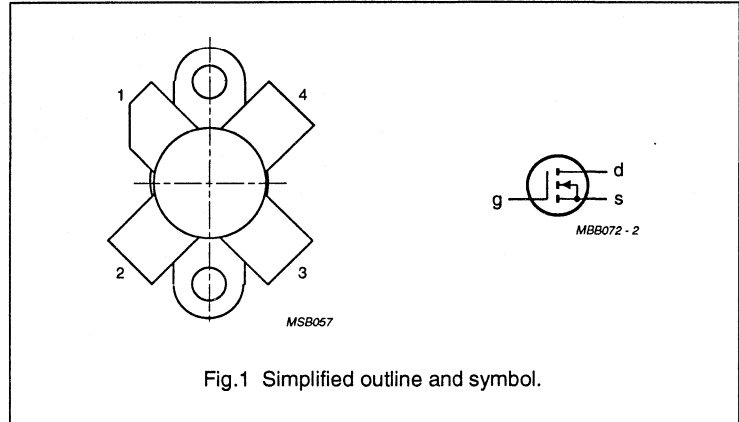 1
4
2
3
MSB057
g
d
s
MBB072 - 2
Fig.1 Simplified outline and symbol.